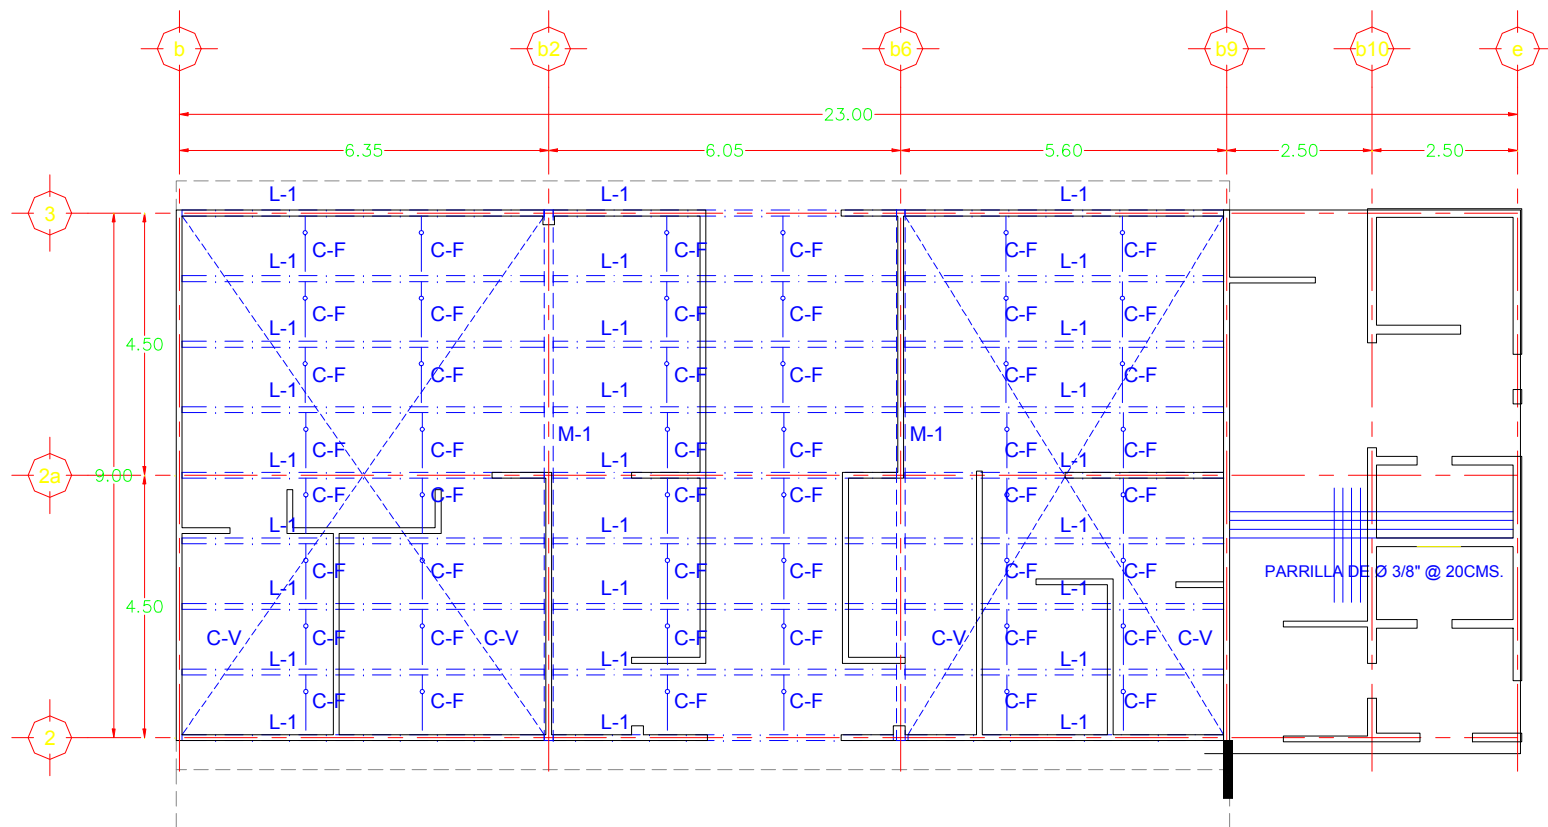 b b2 b6 b9 b10 e
23.00
6.35 6.05 5.60 2.50 2.50
L-1 L-1 L-1
3
C-F C-F C-F C-F C-F C-F
L-1 L-1 L-1
C-F C-F C-F C-F C-F C-F
L-1 L-1 L-1
4.50
C-F C-F C-F C-F C-F C-F
L-1 L-1 L-1
M-1 M-1
C-F C-F C-F C-F C-F C-F
L-1 L-1 L-1
2a 9.00
C-F C-F C-F C-F C-F C-F
L-1 L-1 L-1
C-F C-F C-F C-F C-F C-F
PARRILLA DE Ø 3/8" @ 20CMS.
L-1 L-1 L-1
4.50
C-V C-F C-F C-V C-F C-F C-V C-F C-F C-V
L-1 L-1 L-1
C-F C-F C-F C-F C-F C-F
L-1 L-1 L-1
2